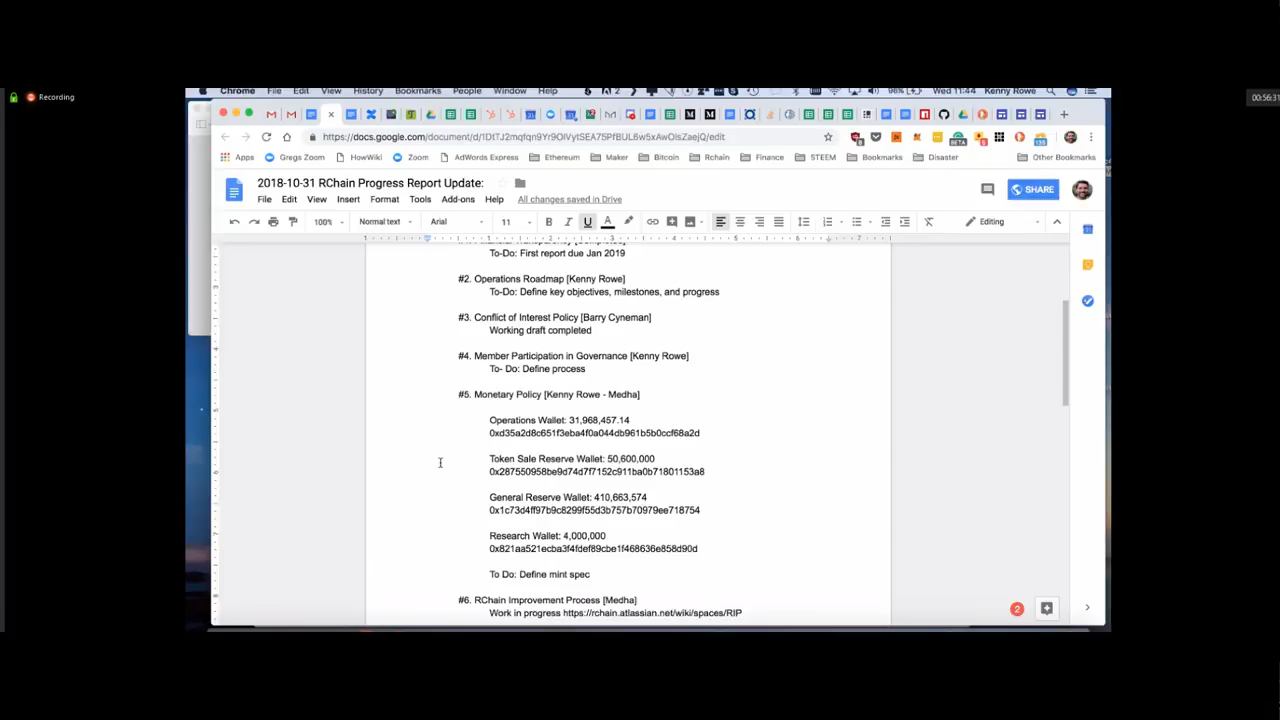 Recording
00:56:31
Chrome File Edit View History Bookmarks People Window Help 2 98% Wed 11:44 Kenny Rowe
https://docs.google.com/document/d/1DtTJ2mqfqn9Yr9OlVytSEA75PfBUL6w5xAwOlsZaejQ/edit
Apps Gregs Zoom HowWiki Zoom AdWords Express Ethereum Maker Bitcoin Rchain Finance STEEM Bookmarks Disaster Other Bookmarks
2018-10-31 RChain Progress Report Update:
SHARE
File Edit View Insert Format Tools Add-ons Help All changes saved in Drive
100% Normal text Arial 11 B I U A Editing
To-Do: First report due Jan 2019
#2. Operations Roadmap [Kenny Rowe]
To-Do: Define key objectives, milestones, and progress
#3. Conflict of Interest Policy [Barry Cyneman]
Working draft completed
#4. Member Participation in Governance [Kenny Rowe]
To- Do: Define process
#5. Monetary Policy [Kenny Rowe - Medha]
Operations Wallet: 31,968,457.14
0xd35a2d8c651f3eba4f0a044db961b5b0ccf68a2d
Token Sale Reserve Wallet: 50,600,000
0x287550958be9d74d7f7152c911ba0b71801153a8
General Reserve Wallet: 410,663,574
0x1c73d4ff97b9c8299f55d3b757b70979ee718754
Research Wallet: 4,000,000
0x821aa521ecba3f4fdef89cbe1f468636e858d90d
To Do: Define mint spec
#6. RChain Improvement Process [Medha]
Work in progress https://rchain.atlassian.net/wiki/spaces/RIP
2